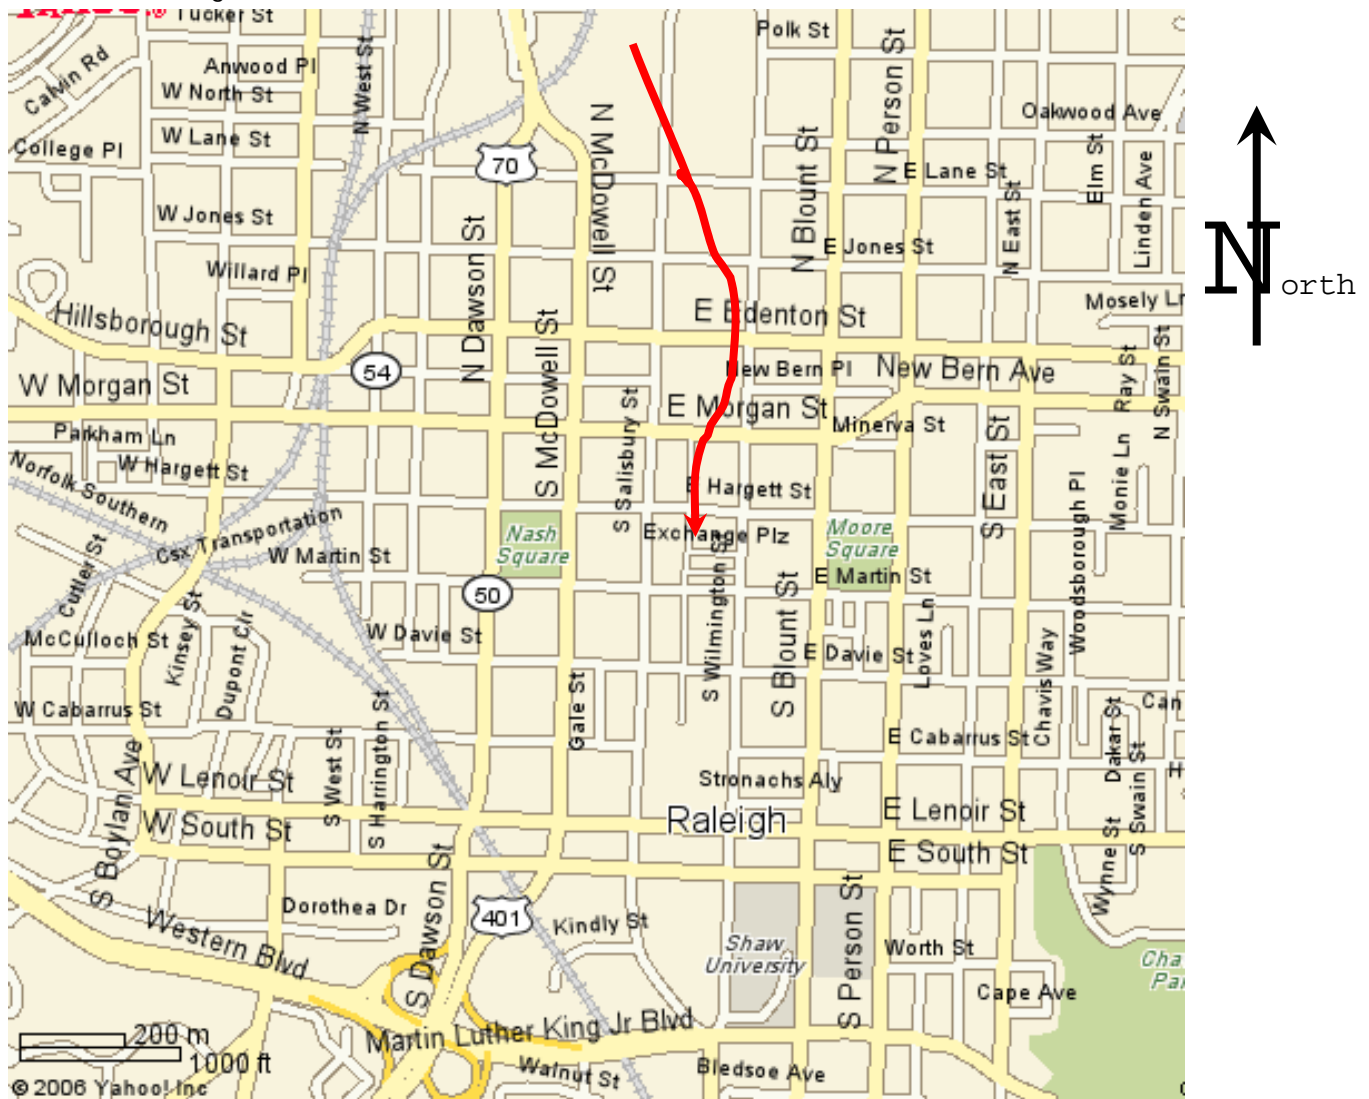 Tucker St
Polk St
Calvin Rd
Anwood Pl
N West St
N Person St
W North St
Oakwood Ave
N McDowell St
W Lane St
College Pl
70
N Blount St
E Lane St
Elm St
Linden Ave
N East St
W Jones St
E Jones St
N Dawson St
Willard Pl
North
Mosely Ln
Hillsborough St
E Edenton St
S McDowell St
54
New Bern Pl
New Bern Ave
Ray St
N Swain St
W Morgan St
E Morgan St
S Salisbury St
Minerva St
Parkham Ln
W Hargett St
S East St
Monie Ln
Norfolk Southern
E Hargett St
Woodsborough Pl
Csx Transportation
Nash
Square
Exchange Plz
Moore
Square
W Martin St
E Martin St
Cutler St
50
S Wilmington St
S Blount St
Kinsey St
Dupont Cir
McCulloch St
W Davie St
E Davie St
Loves Ln
Chavis Way
W Cabarrus St
Gale St
Can
E Cabarrus St
Dakar St
S West St
S Harrington St
W Lenoir St
Stronachs Aly
H
S Boylan Ave
Raleigh
E Lenoir St
S Swain St
W South St
E South St
Wynne St
Dorothea Dr
S Dawson St
401
Kindly St
S Person St
Western Blvd
Shaw
University
Worth St
Cha
Par
Cape Ave
200 m
Martin Luther King Jr Blvd
1000 ft
Walnut St
Bledsoe Ave
© 2006 Yahoo! Inc